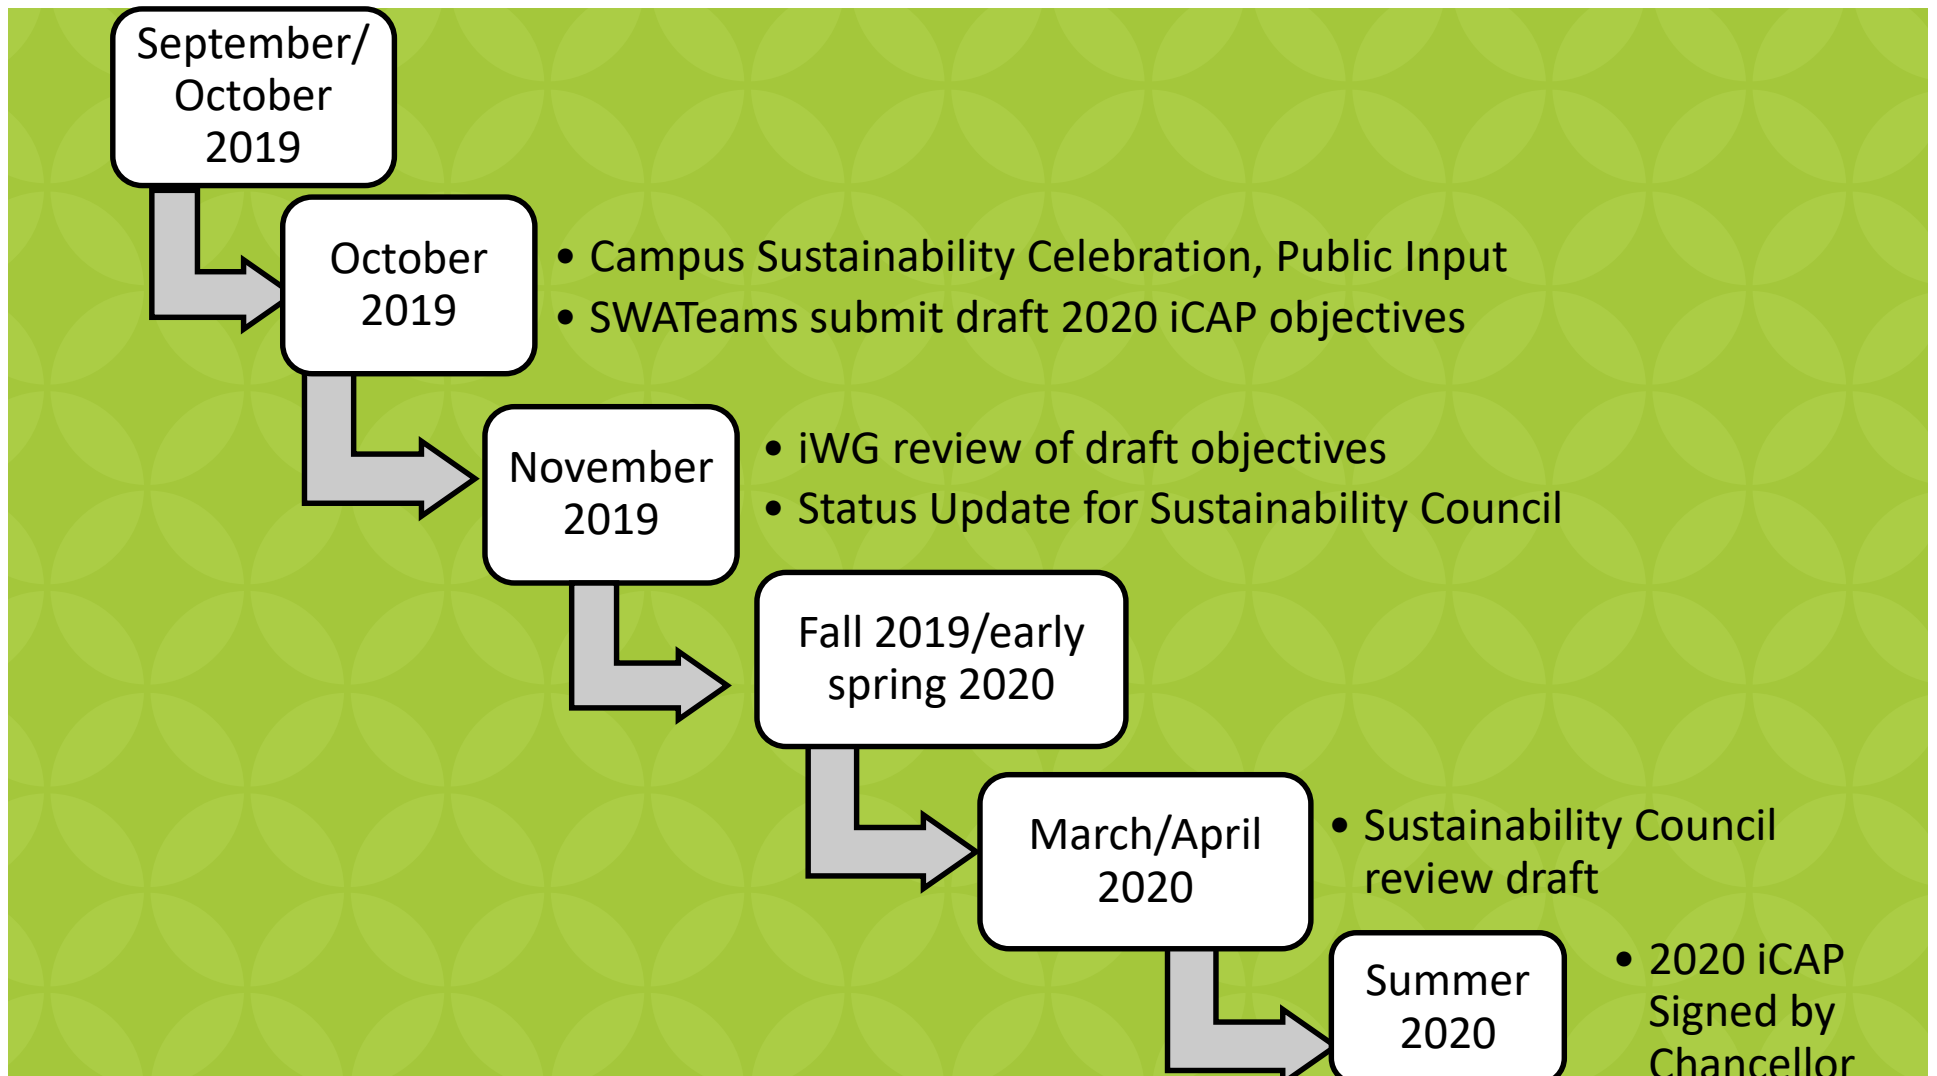 September/
October
2019
October
2019
• Campus Sustainability Celebration, Public Input
• SWATeams submit draft 2020 iCAP objectives
November
2019
• iWG review of draft objectives
• Status Update for Sustainability Council
Fall 2019/early
spring 2020
March/April
2020
• Sustainability Council
review draft
Summer
2020
• 2020 iCAP
Signed by
Chancellor